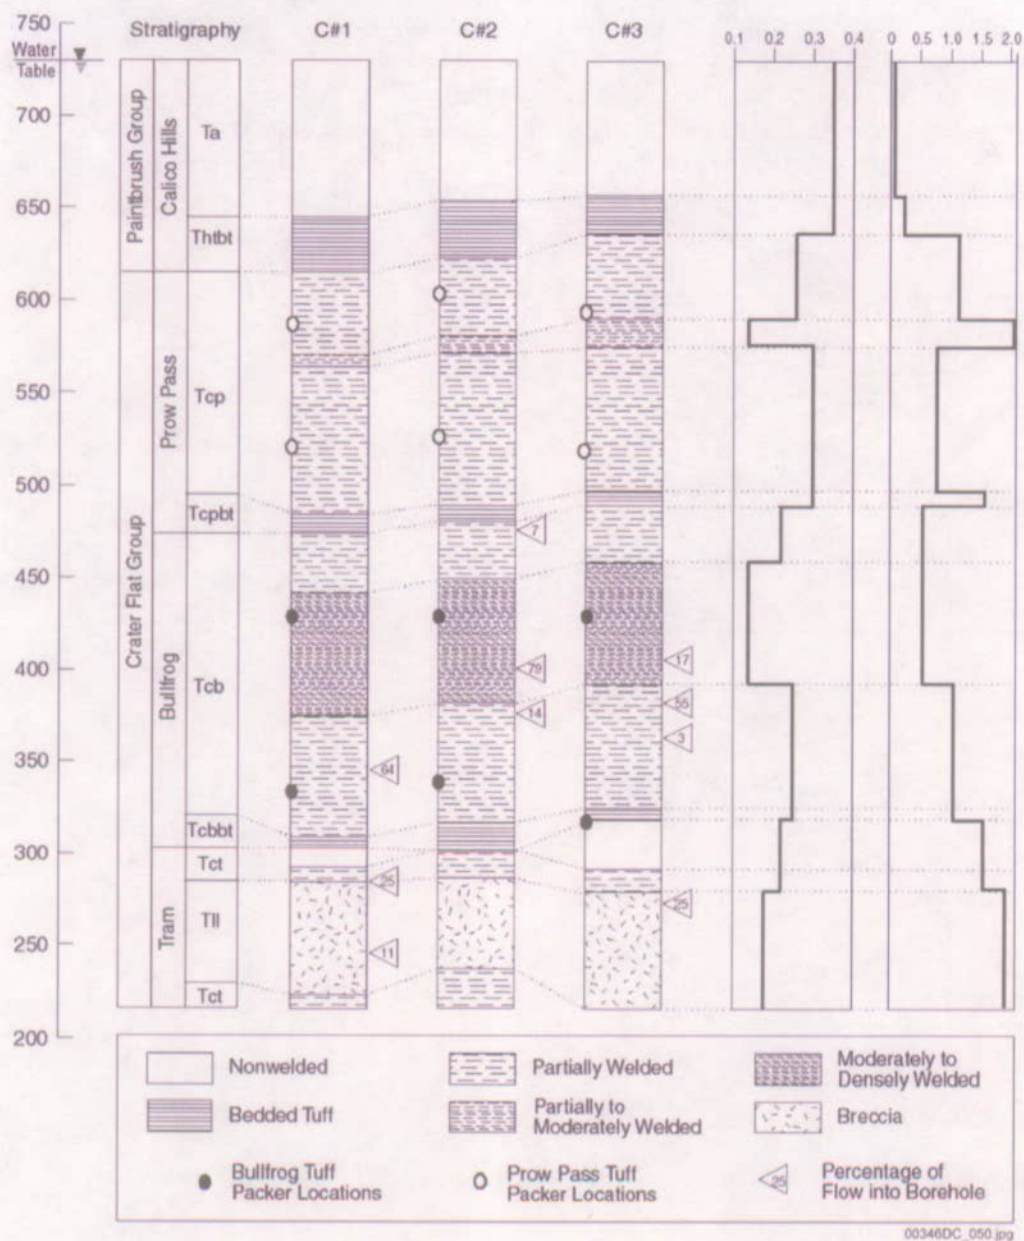 750
Stratigraphy C#1 C#2 C#3
Water
Table
0.1 0.2 0.3 0.4 0 0.5 1.0 1.5 2.0
700
650
600
550
500
450
400
350
300
250
200
Paintbrush Group
Calico Hills
Ta
Thtbt
Crater Flat Group
Prow Pass
Tcp
Tcpbt
Bullfrog
Tcb
Tcbbt
Tram
Tct
Tll
Tct
64
25
11
7
79
14
17
55
3
25
Nonwelded
Bedded Tuff
Partially Welded
Partially to
Moderately Welded
Moderately to
Densely Welded
Breccia
Bullfrog Tuff
Packer Locations
Prow Pass Tuff
Packer Locations
25
Percentage of
Flow into Borehole
00346DC_050.jpg